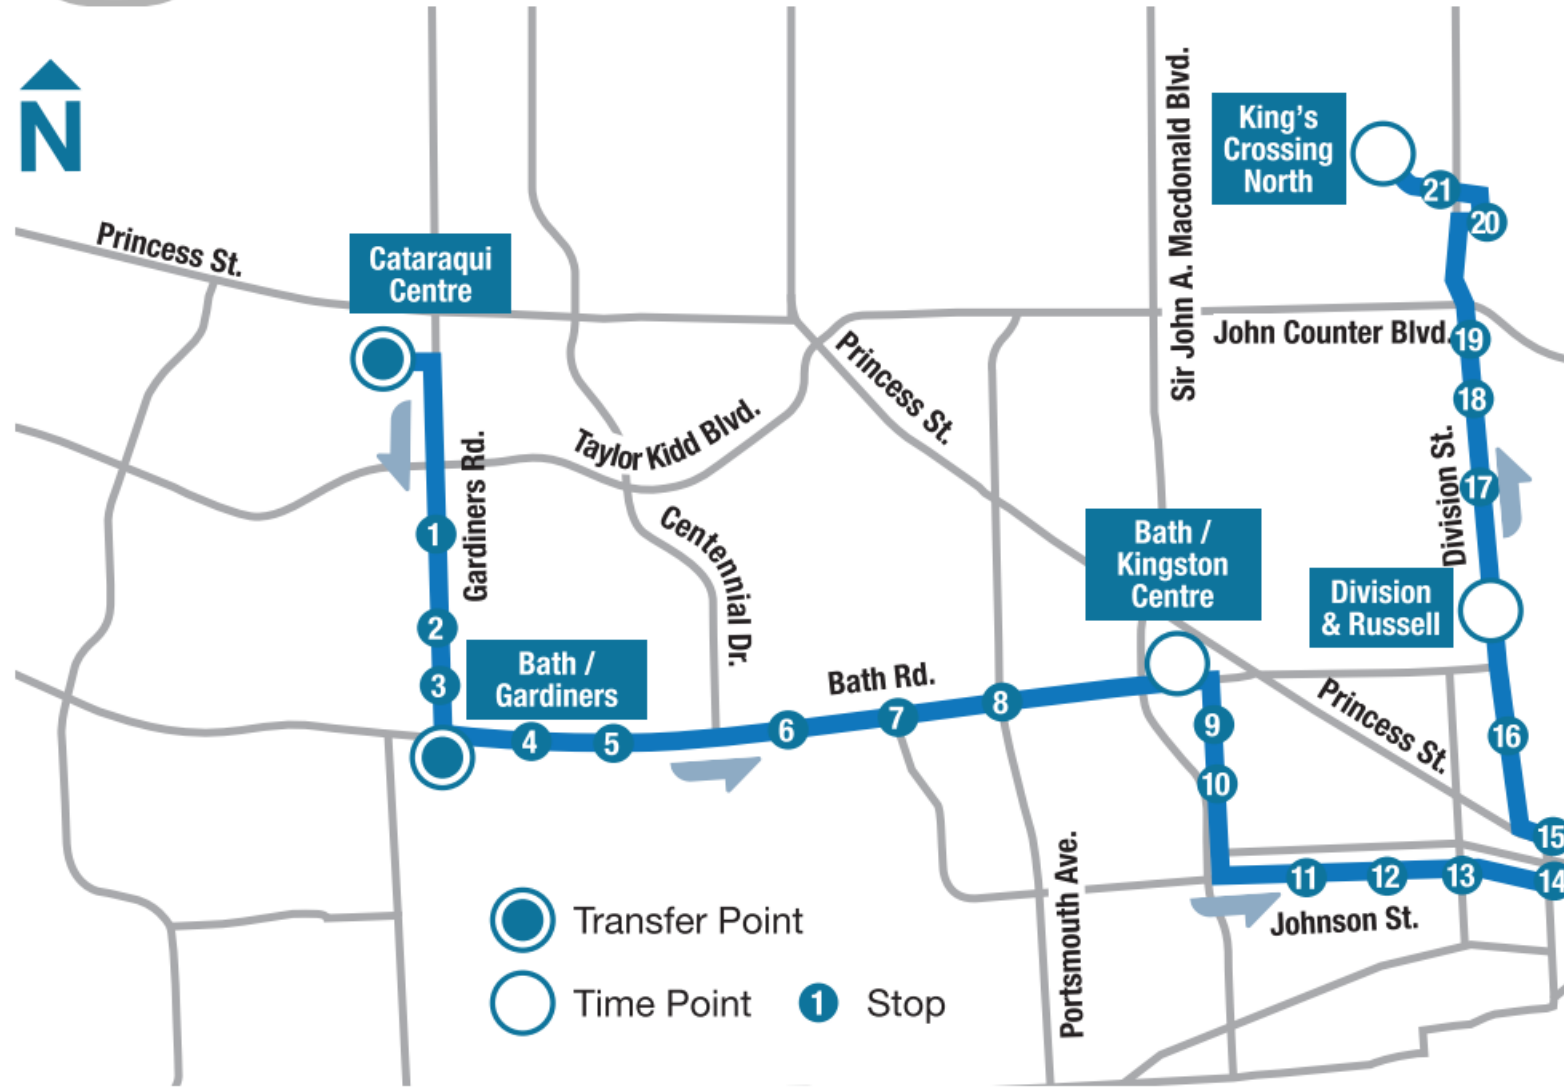 N
Princess St.
Cataraqui
Centre
Gardiners Rd.
Taylor Kidd Blvd.
Centennial Dr.
Princess St.
Sir John A. Macdonald Blvd.
King's
Crossing
North
21
20
John Counter Blvd.
19
18
17
Division St.
Bath /
Kingston
Centre
Division
& Russell
1
2
3
Bath /
Gardiners
4
5
6
7
8
Bath Rd.
9
10
Princess St.
16
15
11
12
13
14
Johnson St.
Portsmouth Ave.
Transfer Point
Time Point
1 Stop